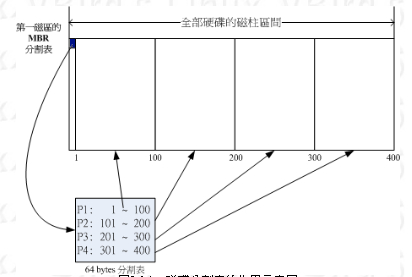 全部硬碟的磁柱區間
第一磁區的
MBR
分割表
1 100 200 300 400
P1: 1 ~ 100
P2: 101 ~ 200
P3: 201 ~ 300
P4: 301 ~ 400
64 bytes 分割表